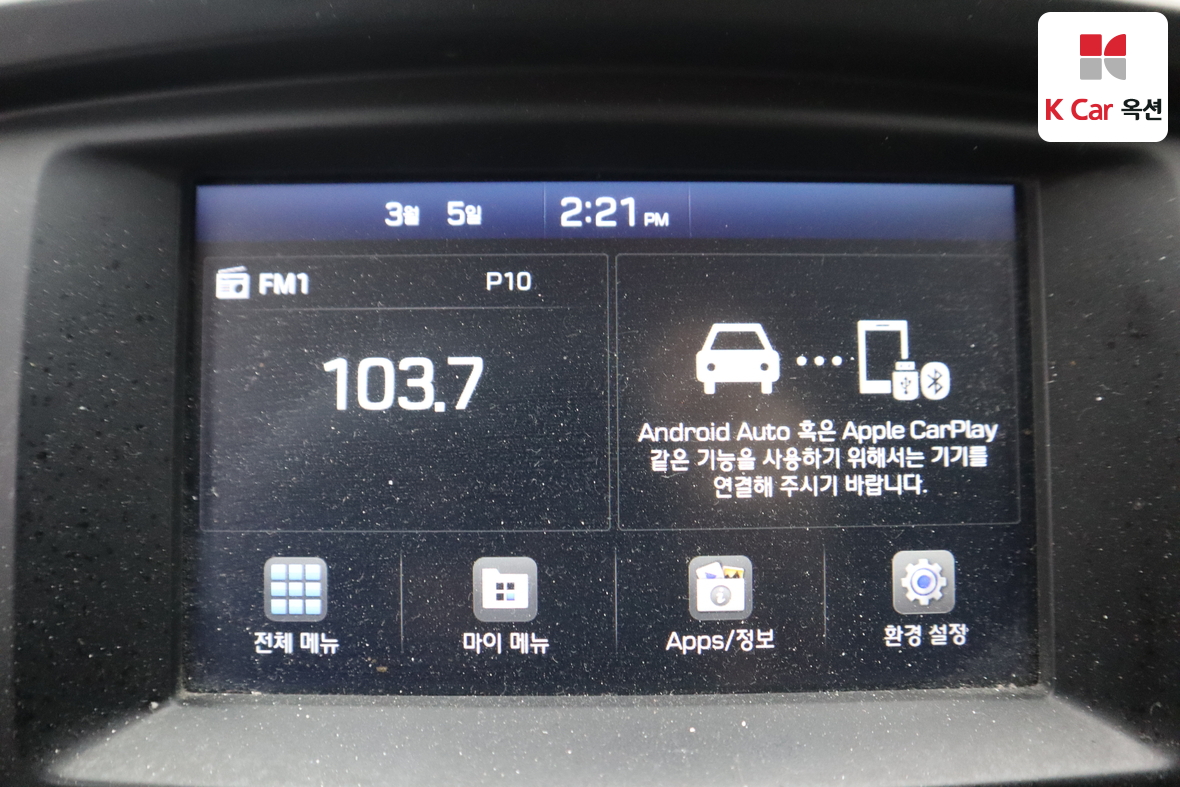 K Car 옥션
3월 5일 2:21 PM
FM1 P10
103.7
Android Auto 혹은 Apple CarPlay
같은 기능을 사용하기 위해서는 기기를
연결해 주시기 바랍니다.
전체 메뉴 마이 메뉴 Apps/정보 환경 설정